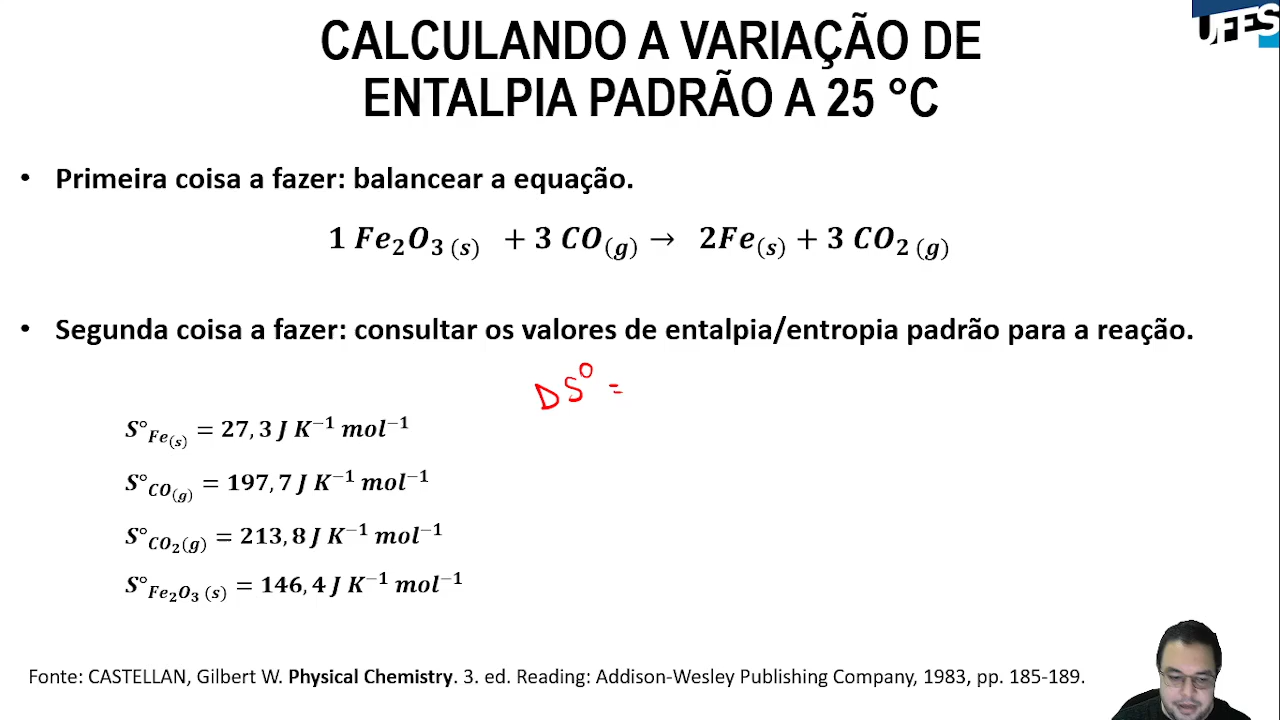 CALCULANDO A VARIAÇÃO DE
ENTALPIA PADRÃO A 25 °C
UFES
• Primeira coisa a fazer: balancear a equação.
1 Fe₂O₃ (s) + 3 CO(g) → 2Fe(s) + 3 CO₂ (g)
• Segunda coisa a fazer: consultar os valores de entalpia/entropia padrão para a reação.
DS° =
S°Fe(s) = 27,3 J K⁻¹ mol⁻¹
S°CO(g) = 197,7 J K⁻¹ mol⁻¹
S°CO₂(g) = 213,8 J K⁻¹ mol⁻¹
S°Fe₂O₃ (s) = 146,4 J K⁻¹ mol⁻¹
Fonte: CASTELLAN, Gilbert W. Physical Chemistry. 3. ed. Reading: Addison-Wesley Publishing Company, 1983, pp. 185-189.